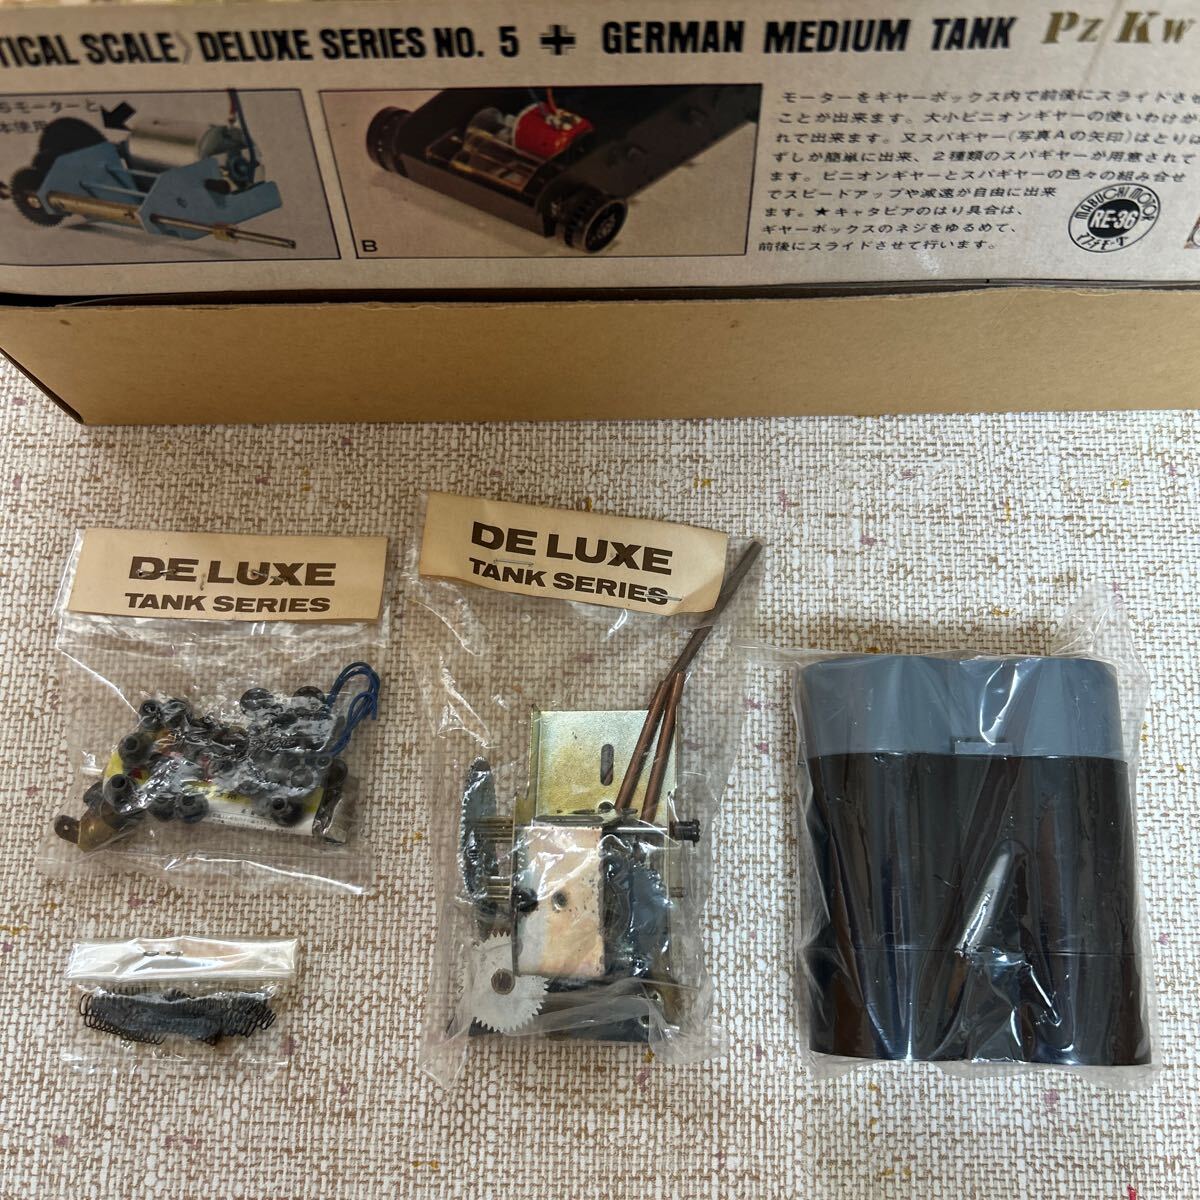 TICAL SCALE〉DELUXE SERIES NO. 5 GERMAN MEDIUM TANK Pz/Kw
モーターと
本使用
B
モーターをギヤーボックス内で前後にスライドさせ
ことが出来ます。大小ピニオンギヤーの使いわけか
れて出来ます。又スパギヤー(写真Aの矢印)はとりは
ずしが簡単に出来、2種類のスパギヤーが用意されて
ます。ピニオンギヤーとスパギヤーの色々の組み合せ
でスピードアップや減速が自由に出来
ます。★キャタピアのはり具合は、
ギヤーボックスのネジをゆるめて、
前後にスライドさせて行います。
MABUCHI MOTOR
RE-36
DE LUXE
TANK SERIES
DE LUXE
TANK SERIES